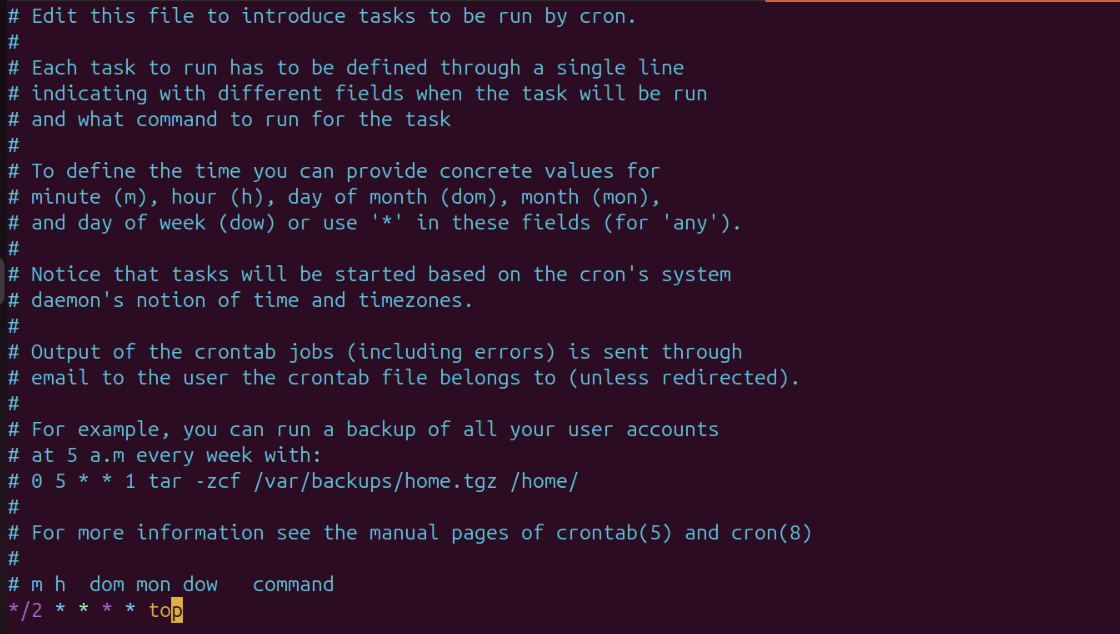 # Edit this file to introduce tasks to be run by cron.
#
# Each task to run has to be defined through a single line
# indicating with different fields when the task will be run
# and what command to run for the task
#
# To define the time you can provide concrete values for
# minute (m), hour (h), day of month (dom), month (mon),
# and day of week (dow) or use '*' in these fields (for 'any').
#
# Notice that tasks will be started based on the cron's system
# daemon's notion of time and timezones.
#
# Output of the crontab jobs (including errors) is sent through
# email to the user the crontab file belongs to (unless redirected).
#
# For example, you can run a backup of all your user accounts
# at 5 a.m every week with:
# 0 5 * * 1 tar -zcf /var/backups/home.tgz /home/
#
# For more information see the manual pages of crontab(5) and cron(8)
#
# m h  dom mon dow   command
*/2 * * * * top